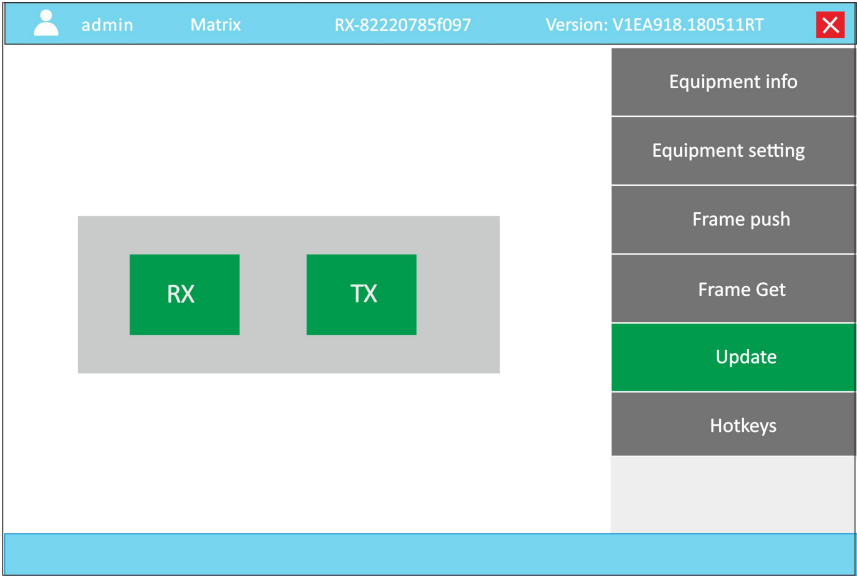 admin Matrix RX-82220785f097 Version: V1EA918.180511RT
Equipment info
Equipment setting
Frame push
RX TX
Frame Get
Update
Hotkeys